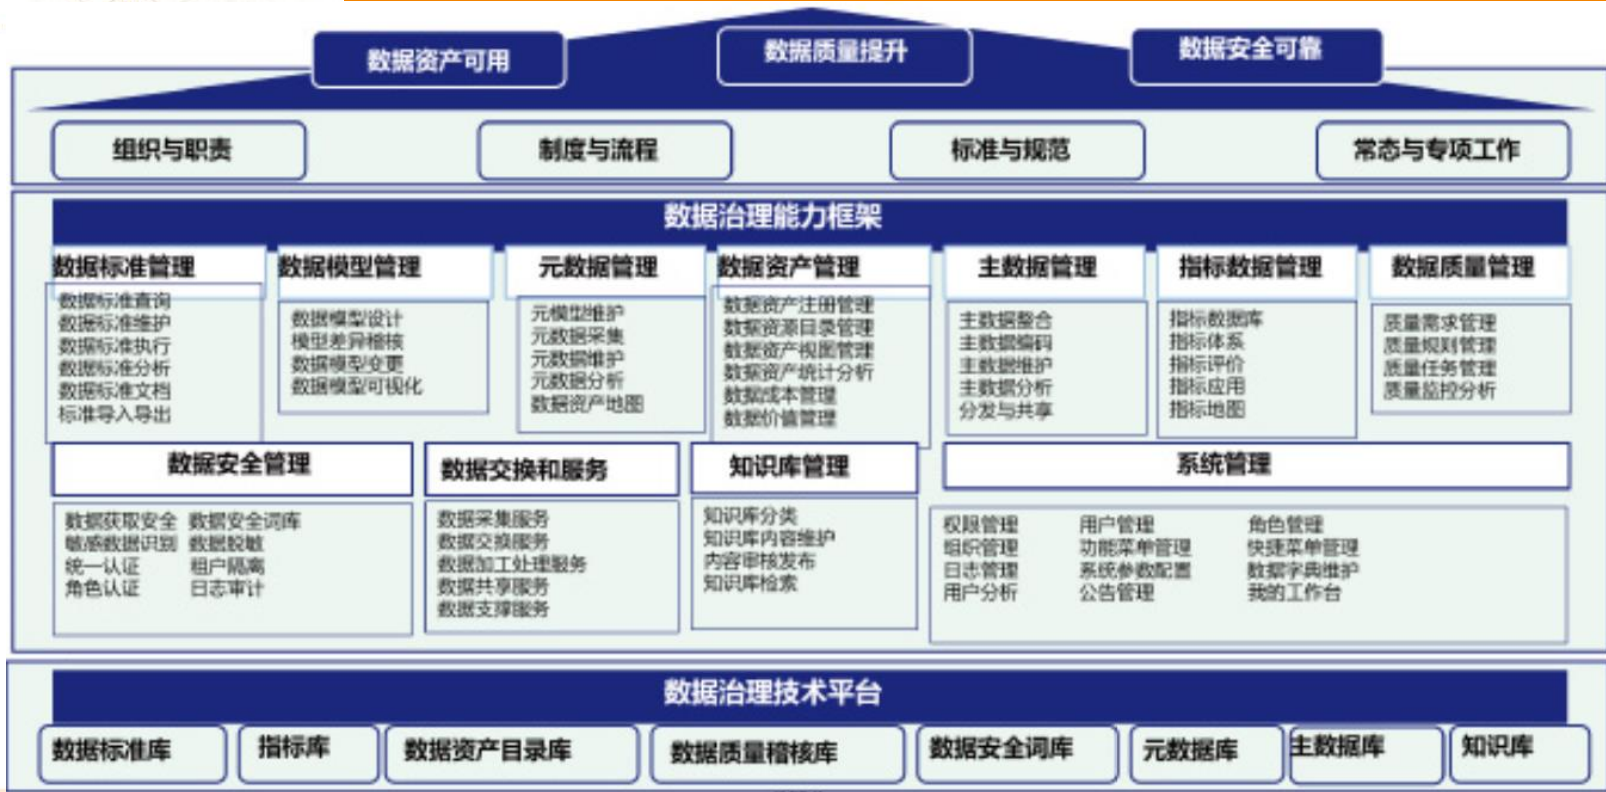 数据资产可用
数据质量提升
数据安全可靠
组织与职责
制度与流程
标准与规范
常态与专项工作
数据治理能力框架
数据标准管理
数据标准查询
数据标准维护
数据标准执行
数据标准分析
数据标准文档
标准导入导出
数据模型管理
数据模型设计
模型差异稽核
数据模型变更
数据模型可视化
元数据管理
元模型维护
元数据采集
元数据维护
元数据分析
数据资产地图
数据资产管理
数据资产注册管理
数据资源目录管理
数据资产视图管理
数据资产统计分析
数据成本管理
数据价值管理
主数据管理
主数据整合
主数据编码
主数据维护
主数据分析
分发与共享
指标数据管理
指标数据库
指标体系
指标评价
指标应用
指标地图
数据质量管理
质量需求管理
质量规则管理
质量任务管理
质量监控分析
数据安全管理
数据获取安全 数据安全词库
敏感数据识别 数据脱敏
统一认证 租户隔离
角色认证 日志审计
数据交换和服务
数据采集服务
数据交换服务
数据加工处理服务
数据共享服务
数据支撑服务
知识库管理
知识库分类
知识库内容维护
内容审核发布
知识库检索
系统管理
权限管理 用户管理 角色管理
组织管理 功能菜单管理 快捷菜单管理
日志管理 系统参数配置 数据字典维护
用户分析 公告管理 我的工作台
数据治理技术平台
数据标准库
指标库
数据资产目录库
数据质量稽核库
数据安全词库
元数据库
主数据库
知识库